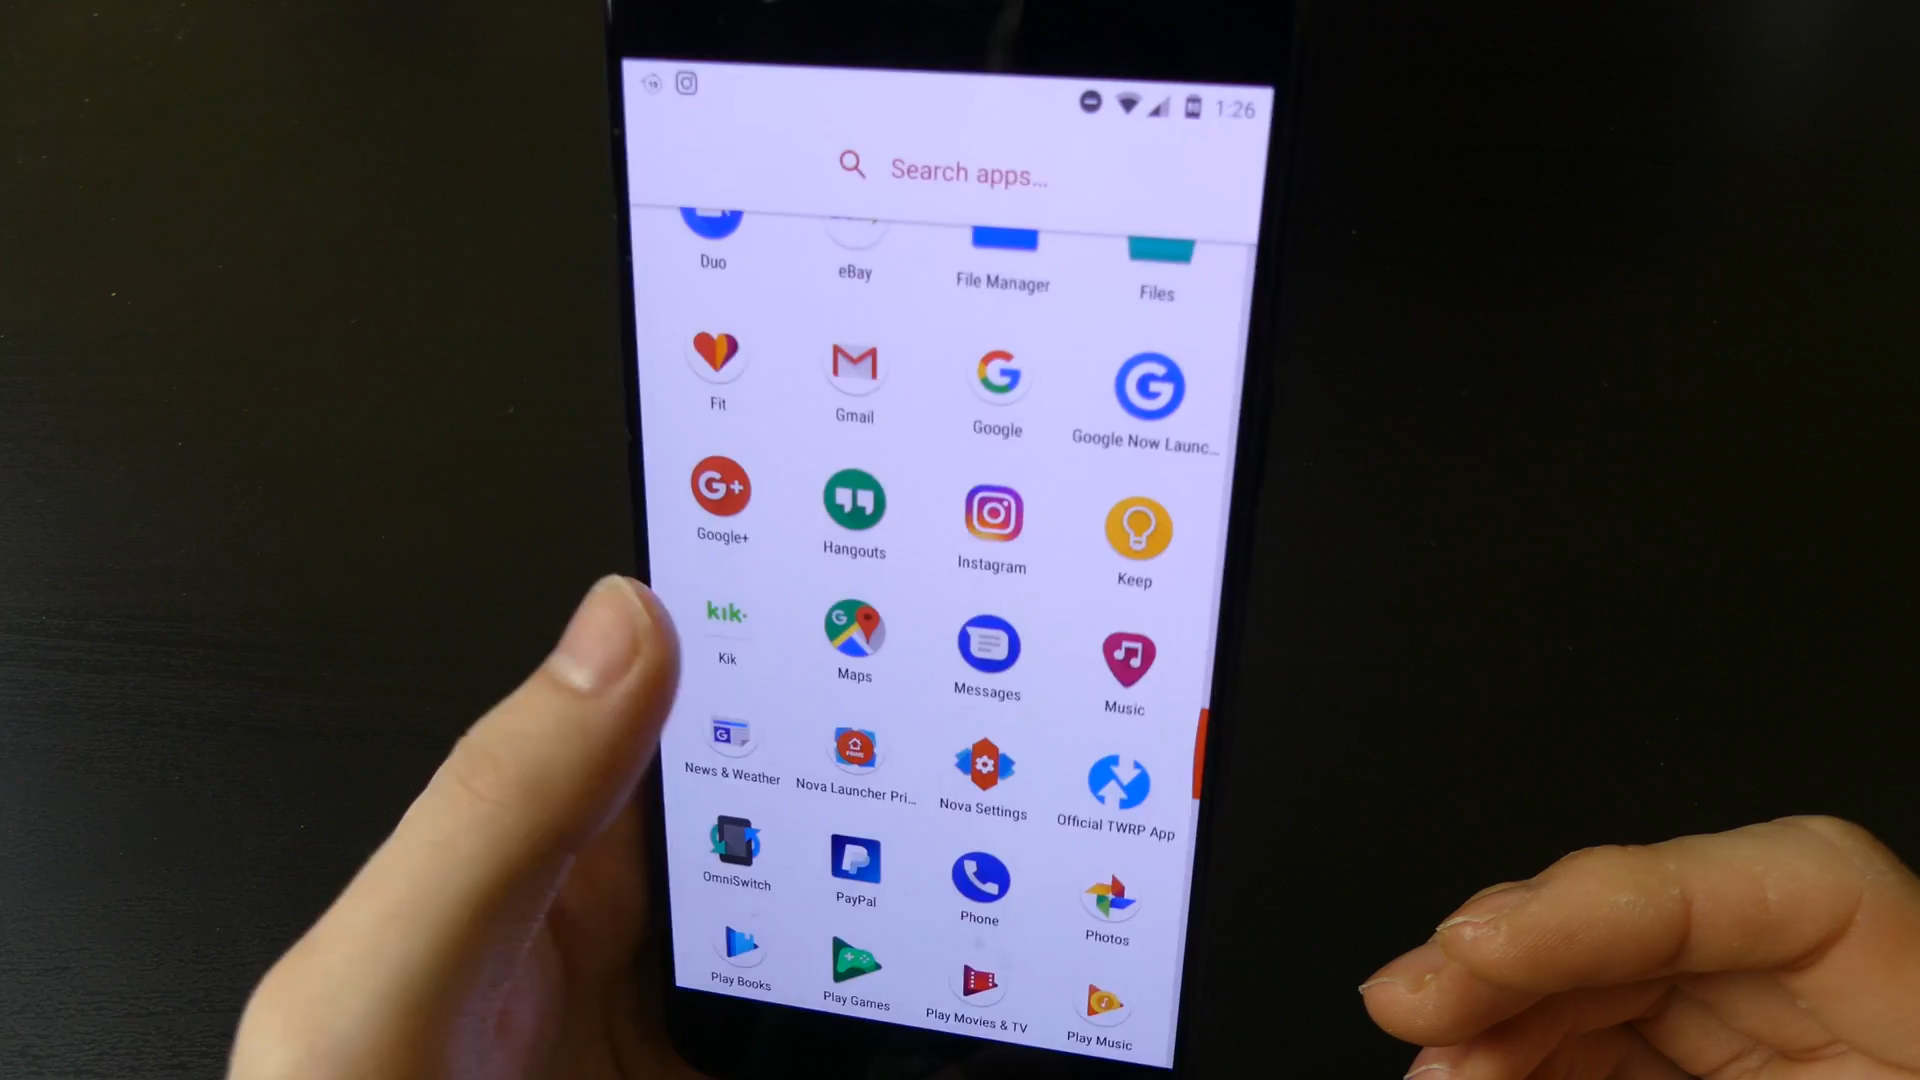 1:26
Search apps...
Duo eBay File Manager Files
Fit Gmail Google Google Now Launc...
G+
Google+ Hangouts Instagram Keep
kik.
Kik Maps Messages Music
News & Weather Nova Launcher Pri... Nova Settings Official TWRP App
OmniSwitch PayPal Phone Photos
Play Books Play Games Play Movies & TV Play Music